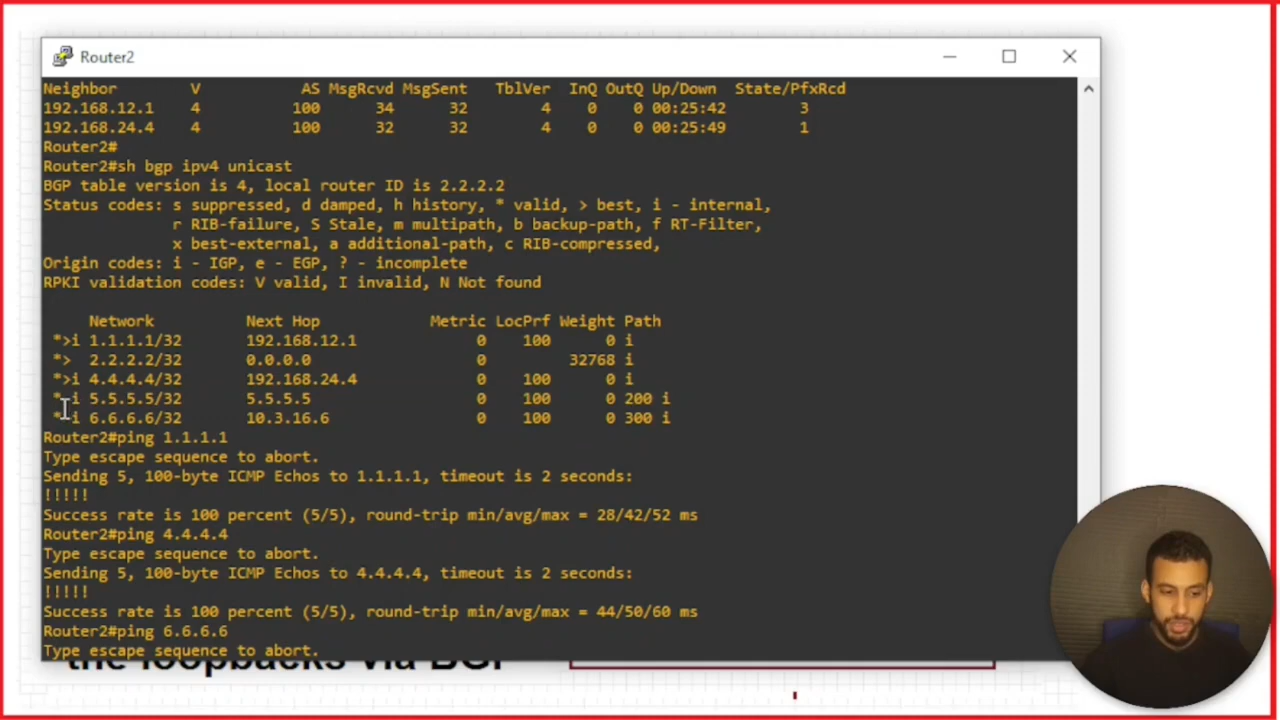 Router2
Neighbor V AS MsgRcvd MsgSent TblVer InQ OutQ Up/Down State/PfxRcd
192.168.12.1 4 100 34 32 4 0 0 00:25:42 3
192.168.24.4 4 100 32 32 4 0 0 00:25:49 1
Router2#
Router2#sh bgp ipv4 unicast
BGP table version is 4, local router ID is 2.2.2.2
Status codes: s suppressed, d damped, h history, * valid, > best, i - internal,
r RIB-failure, S Stale, m multipath, b backup-path, f RT-Filter,
x best-external, a additional-path, c RIB-compressed,
Origin codes: i - IGP, e - EGP, ? - incomplete
RPKI validation codes: V valid, I invalid, N Not found
Network Next Hop Metric LocPrf Weight Path
*>i 1.1.1.1/32 192.168.12.1 0 100 0 i
*> 2.2.2.2/32 0.0.0.0 0 32768 i
*>i 4.4.4.4/32 192.168.24.4 0 100 0 i
* i 5.5.5.5/32 5.5.5.5 0 100 0 200 i
* i 6.6.6.6/32 10.3.16.6 0 100 0 300 i
Router2#ping 1.1.1.1
Type escape sequence to abort.
Sending 5, 100-byte ICMP Echos to 1.1.1.1, timeout is 2 seconds:
!!!!!
Success rate is 100 percent (5/5), round-trip min/avg/max = 28/42/52 ms
Router2#ping 4.4.4.4
Type escape sequence to abort.
Sending 5, 100-byte ICMP Echos to 4.4.4.4, timeout is 2 seconds:
!!!!!
Success rate is 100 percent (5/5), round-trip min/avg/max = 44/50/60 ms
Router2#ping 6.6.6.6
Type escape sequence to abort.
the loopbacks via BGP